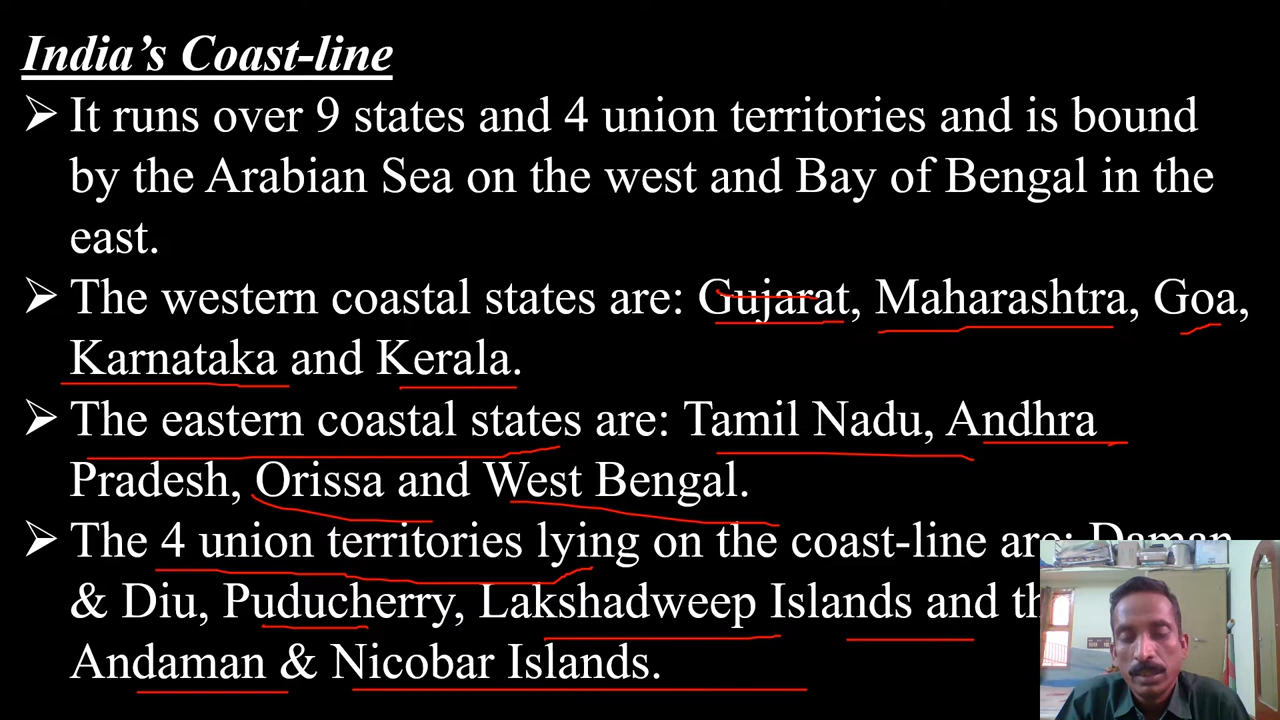 India’s Coast-line
➢ It runs over 9 states and 4 union territories and is bound
by the Arabian Sea on the west and Bay of Bengal in the
east.
➢ The western coastal states are: Gujarat, Maharashtra, Goa,
Karnataka and Kerala.
➢ The eastern coastal states are: Tamil Nadu, Andhra
Pradesh, Orissa and West Bengal.
➢ The 4 union territories lying on the coast-line are: Daman
& Diu, Puducherry, Lakshadweep Islands and
Andaman & Nicobar Islands.